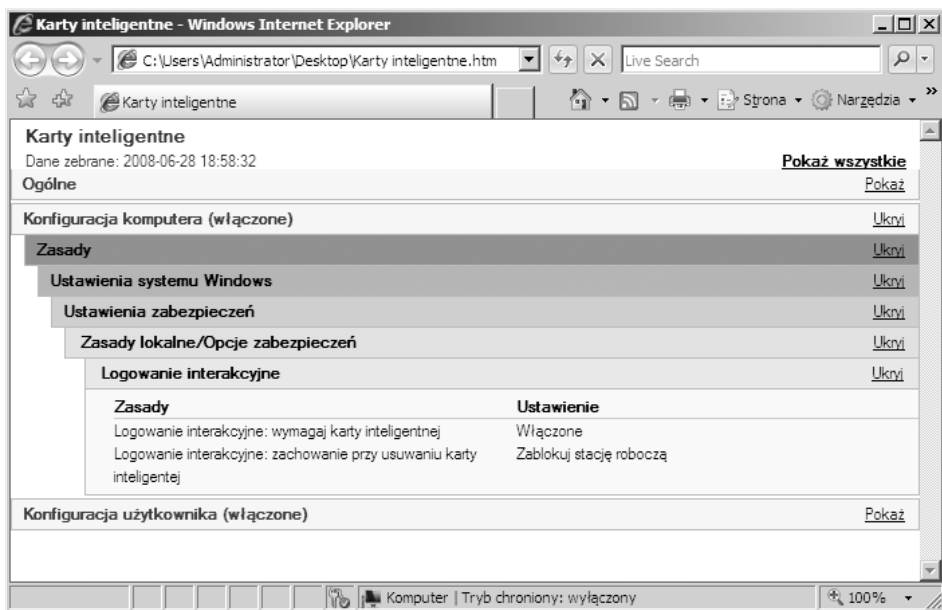 Karty inteligentne - Windows Internet Explorer
C:\Users\Administrator\Desktop\Karty inteligentne.htm
Live Search
Karty inteligentne
Strona
Narzędzia
Karty inteligentne
Dane zebrane: 2008-06-28 18:58:32
Pokaż wszystkie
Ogólne
Pokaż
Konfiguracja komputera (włączone)
Ukryj
Zasady
Ukryj
Ustawienia systemu Windows
Ukryj
Ustawienia zabezpieczeń
Ukryj
Zasady lokalne/Opcje zabezpieczeń
Ukryj
Logowanie interakcyjne
Ukryj
Zasady
Ustawienie
Logowanie interakcyjne: wymagaj karty inteligentnej
Włączone
Logowanie interakcyjne: zachowanie przy usuwaniu karty
inteligentej
Zablokuj stację roboczą
Konfiguracja użytkownika (włączone)
Pokaż
Komputer | Tryb chroniony: wyłączony
100%